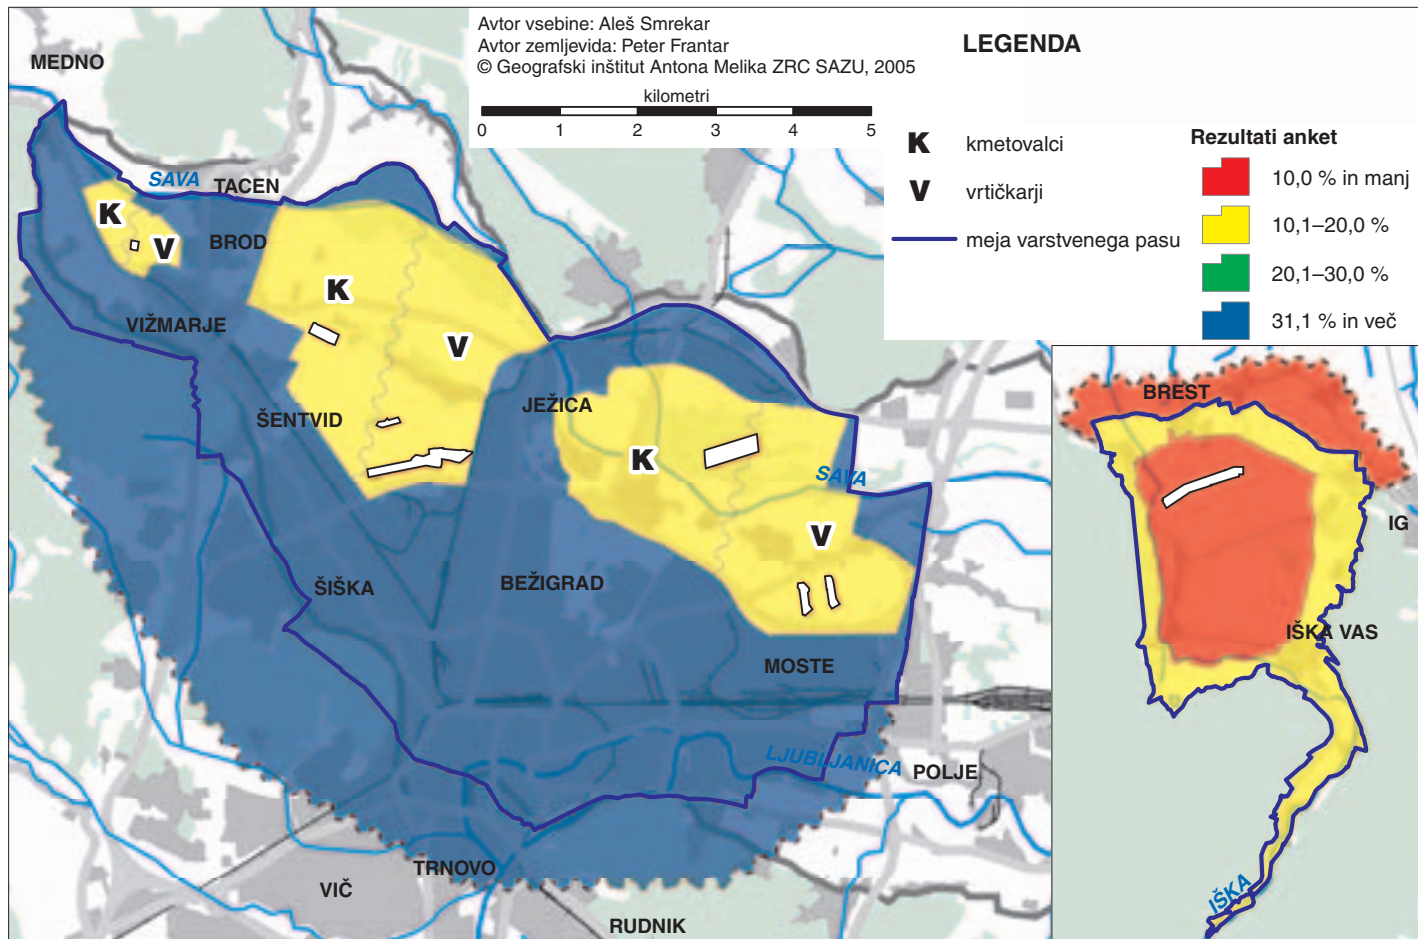 Avtor vsebine: Aleš Smrekar
Avtor zemljevida: Peter Frantar
© Geografski inštitut Antona Melika ZRC SAZU, 2005
kilometri
0 1 2 3 4 5
LEGENDA
K kmetovalci
V vrtičkarji
meja varstvenega pasu
Rezultati anket
10,0 % in manj
10,1–20,0 %
20,1–30,0 %
31,1 % in več
MEDNO
SAVA
TACEN
K
V
BROD
K
VIŽMARJE
V
ŠENTVID
JEŽICA
K
SAVA
V
ŠIŠKA
BEŽIGRAD
MOSTE
LJUBLJANICA
POLJE
TRNOVO
VIČ
RUDNIK
BREST
IG
IŠKA VAS
IŠKA